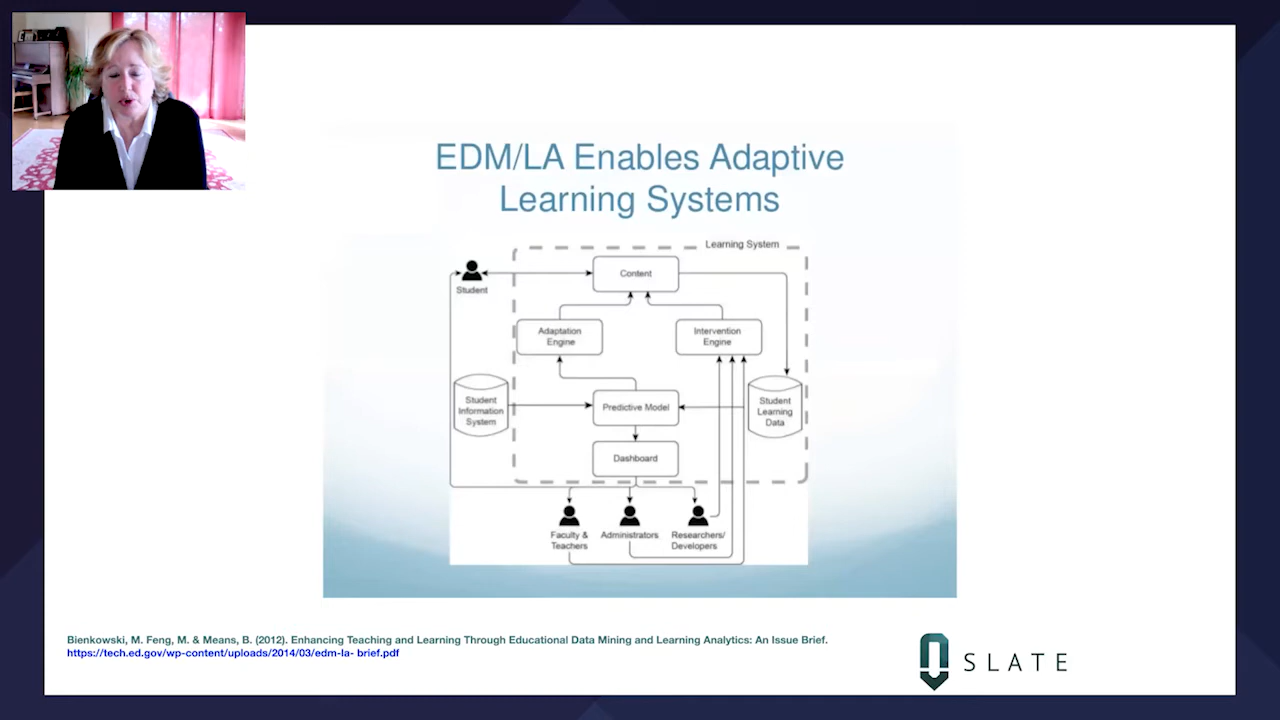 EDM/LA Enables Adaptive
Learning Systems
Learning System
Student
Content
Adaptation
Engine
Intervention
Engine
Student
Information
System
Predictive Model
Student
Learning
Data
Dashboard
Faculty &
Teachers
Administrators
Researchers/
Developers
Bienkowski, M. Feng, M. & Means, B. (2012). Enhancing Teaching and Learning Through Educational Data Mining and Learning Analytics: An Issue Brief.
https://tech.ed.gov/wp-content/uploads/2014/03/edm-la- brief.pdf
SLATE